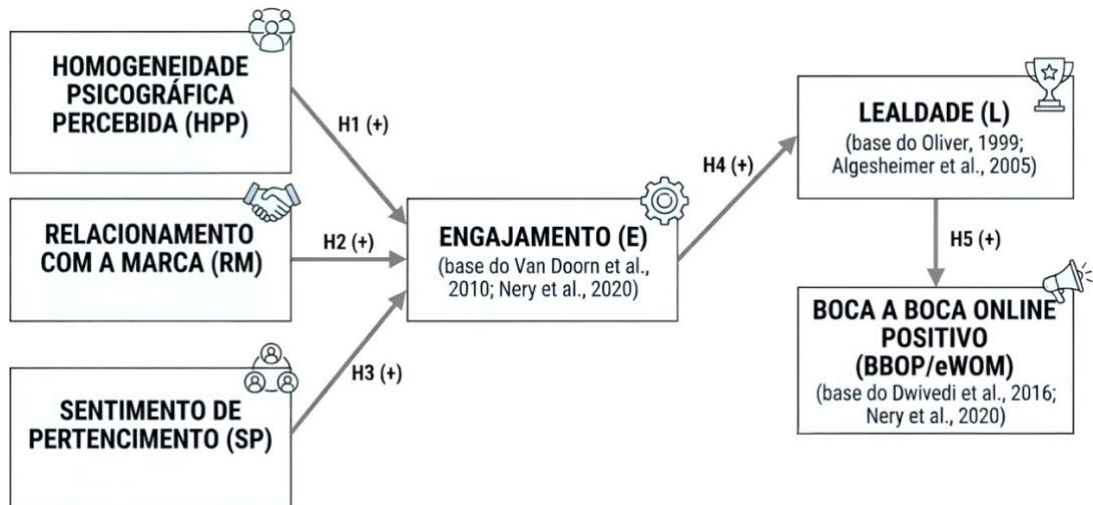 HOMOGENEIDADE
PSICOGRÁFICA
PERCEBIDA (HPP)
H1 (+)
RELACIONAMENTO
COM A MARCA (RM)
H2 (+)
SENTIMENTO DE
PERTENCIMENTO (SP)
H3 (+)
ENGAJAMENTO (E)
(base do Van Doorn et al.,
2010; Nery et al., 2020)
H4 (+)
LEALDADE (L)
(base do Oliver, 1999;
Algesheimer et al., 2005)
H5 (+)
BOCA A BOCA ONLINE
POSITIVO
(BBOP/eWOM)
(base do Dwivedi et al., 2016;
Nery et al., 2020)